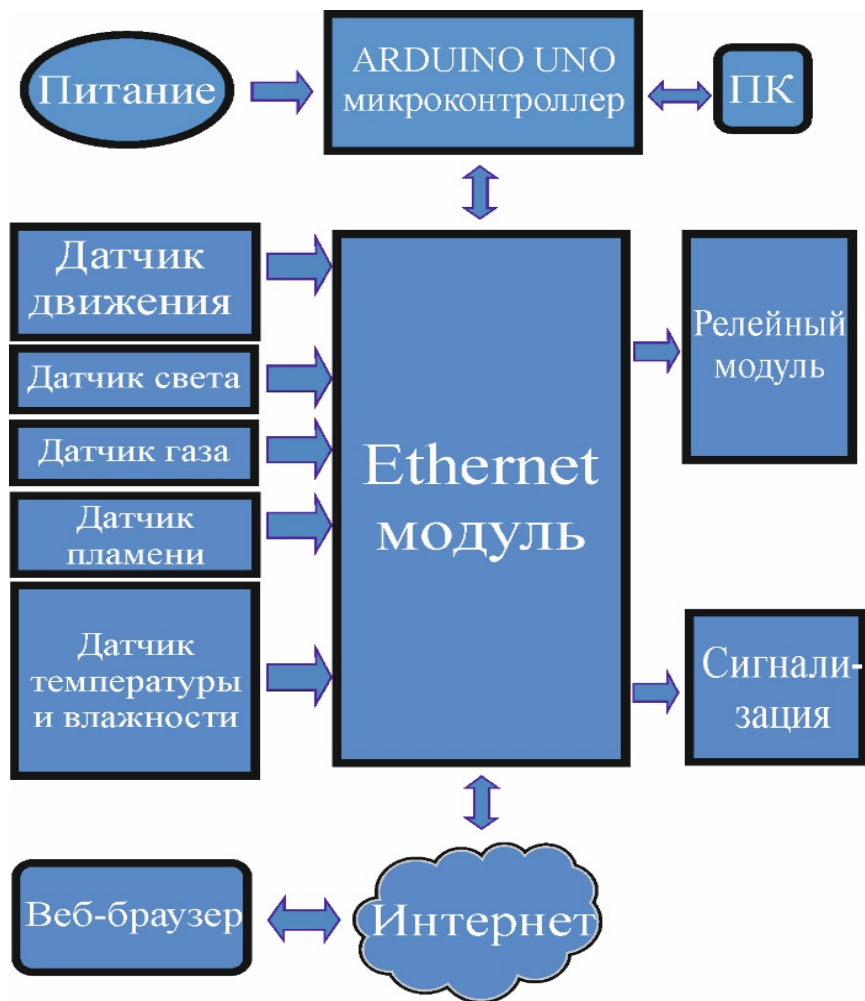 Питание
ARDUINO UNO
микроконтроллер
ПК
Датчик
движения
Датчик света
Датчик газа
Датчик
пламени
Датчик
температуры
и влажности
Ethernet
модуль
Релейный
модуль
Сигнали-
зация
Веб-браузер
Интернет